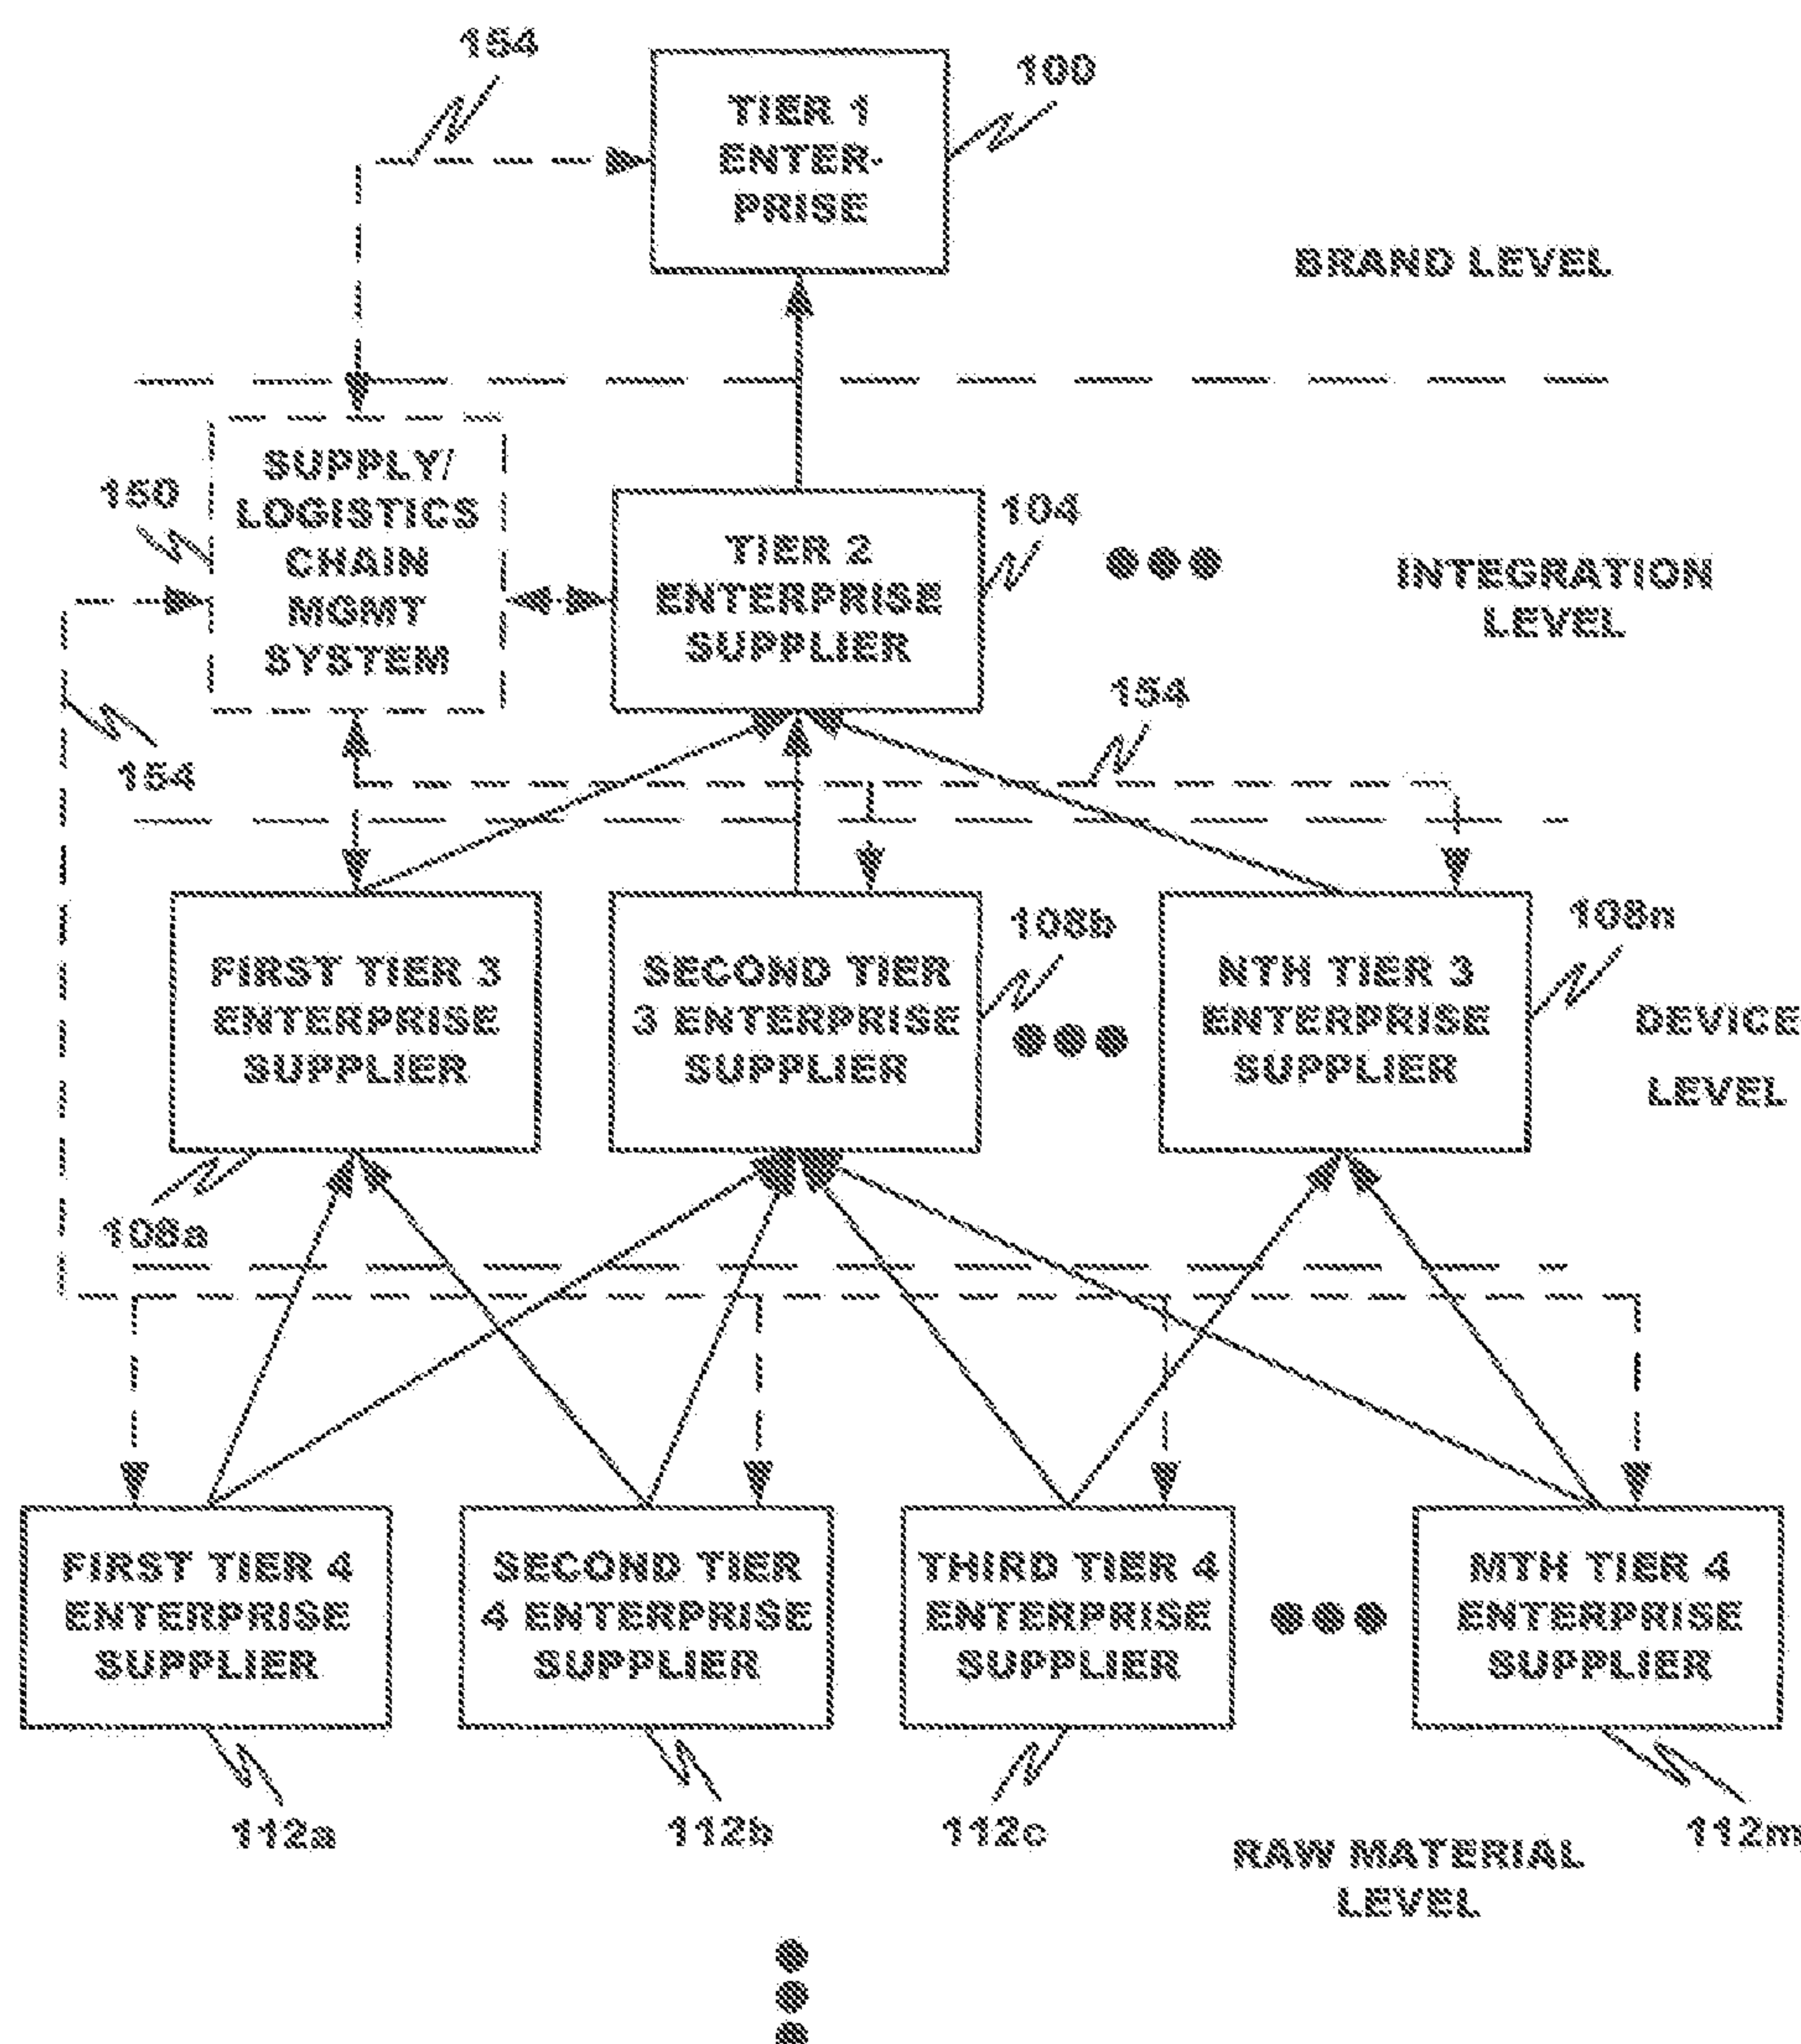 154
100
TIER 1
ENTER-
PRISE
BRAND LEVEL
150
SUPPLY/
LOGISTICS
CHAIN
MGMT
SYSTEM
104
TIER 2
ENTERPRISE
SUPPLIER
INTEGRATION
LEVEL
154
154
108b
108n
FIRST TIER 3
ENTERPRISE
SUPPLIER
SECOND TIER
3 ENTERPRISE
SUPPLIER
NTH TIER 3
ENTERPRISE
SUPPLIER
DEVICE
LEVEL
108a
FIRST TIER 4
ENTERPRISE
SUPPLIER
SECOND TIER
4 ENTERPRISE
SUPPLIER
THIRD TIER 4
ENTERPRISE
SUPPLIER
MTH TIER 4
ENTERPRISE
SUPPLIER
112a
112b
112c
112m
RAW MATERIAL
LEVEL